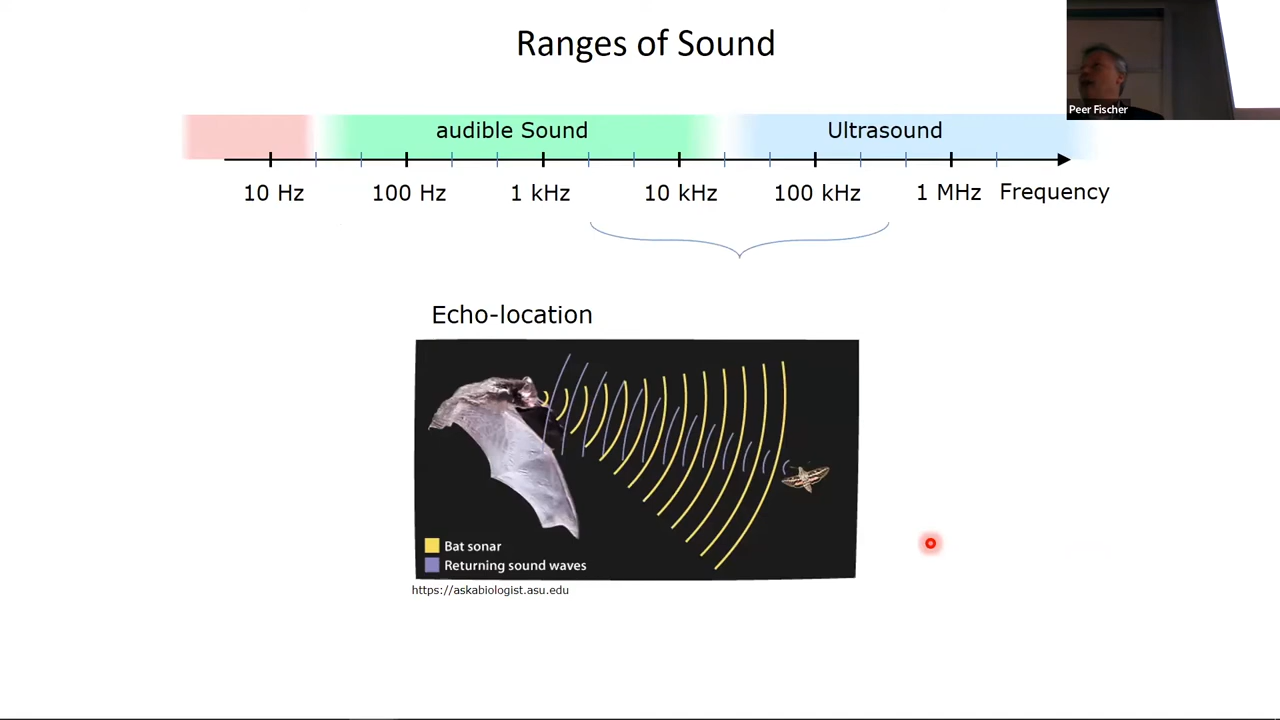 Ranges of Sound
Peer Fischer
audible Sound
Ultrasound
10 Hz
100 Hz
1 kHz
10 kHz
100 kHz
1 MHz
Frequency
Echo-location
Bat sonar
Returning sound waves
https://askabiologist.asu.edu